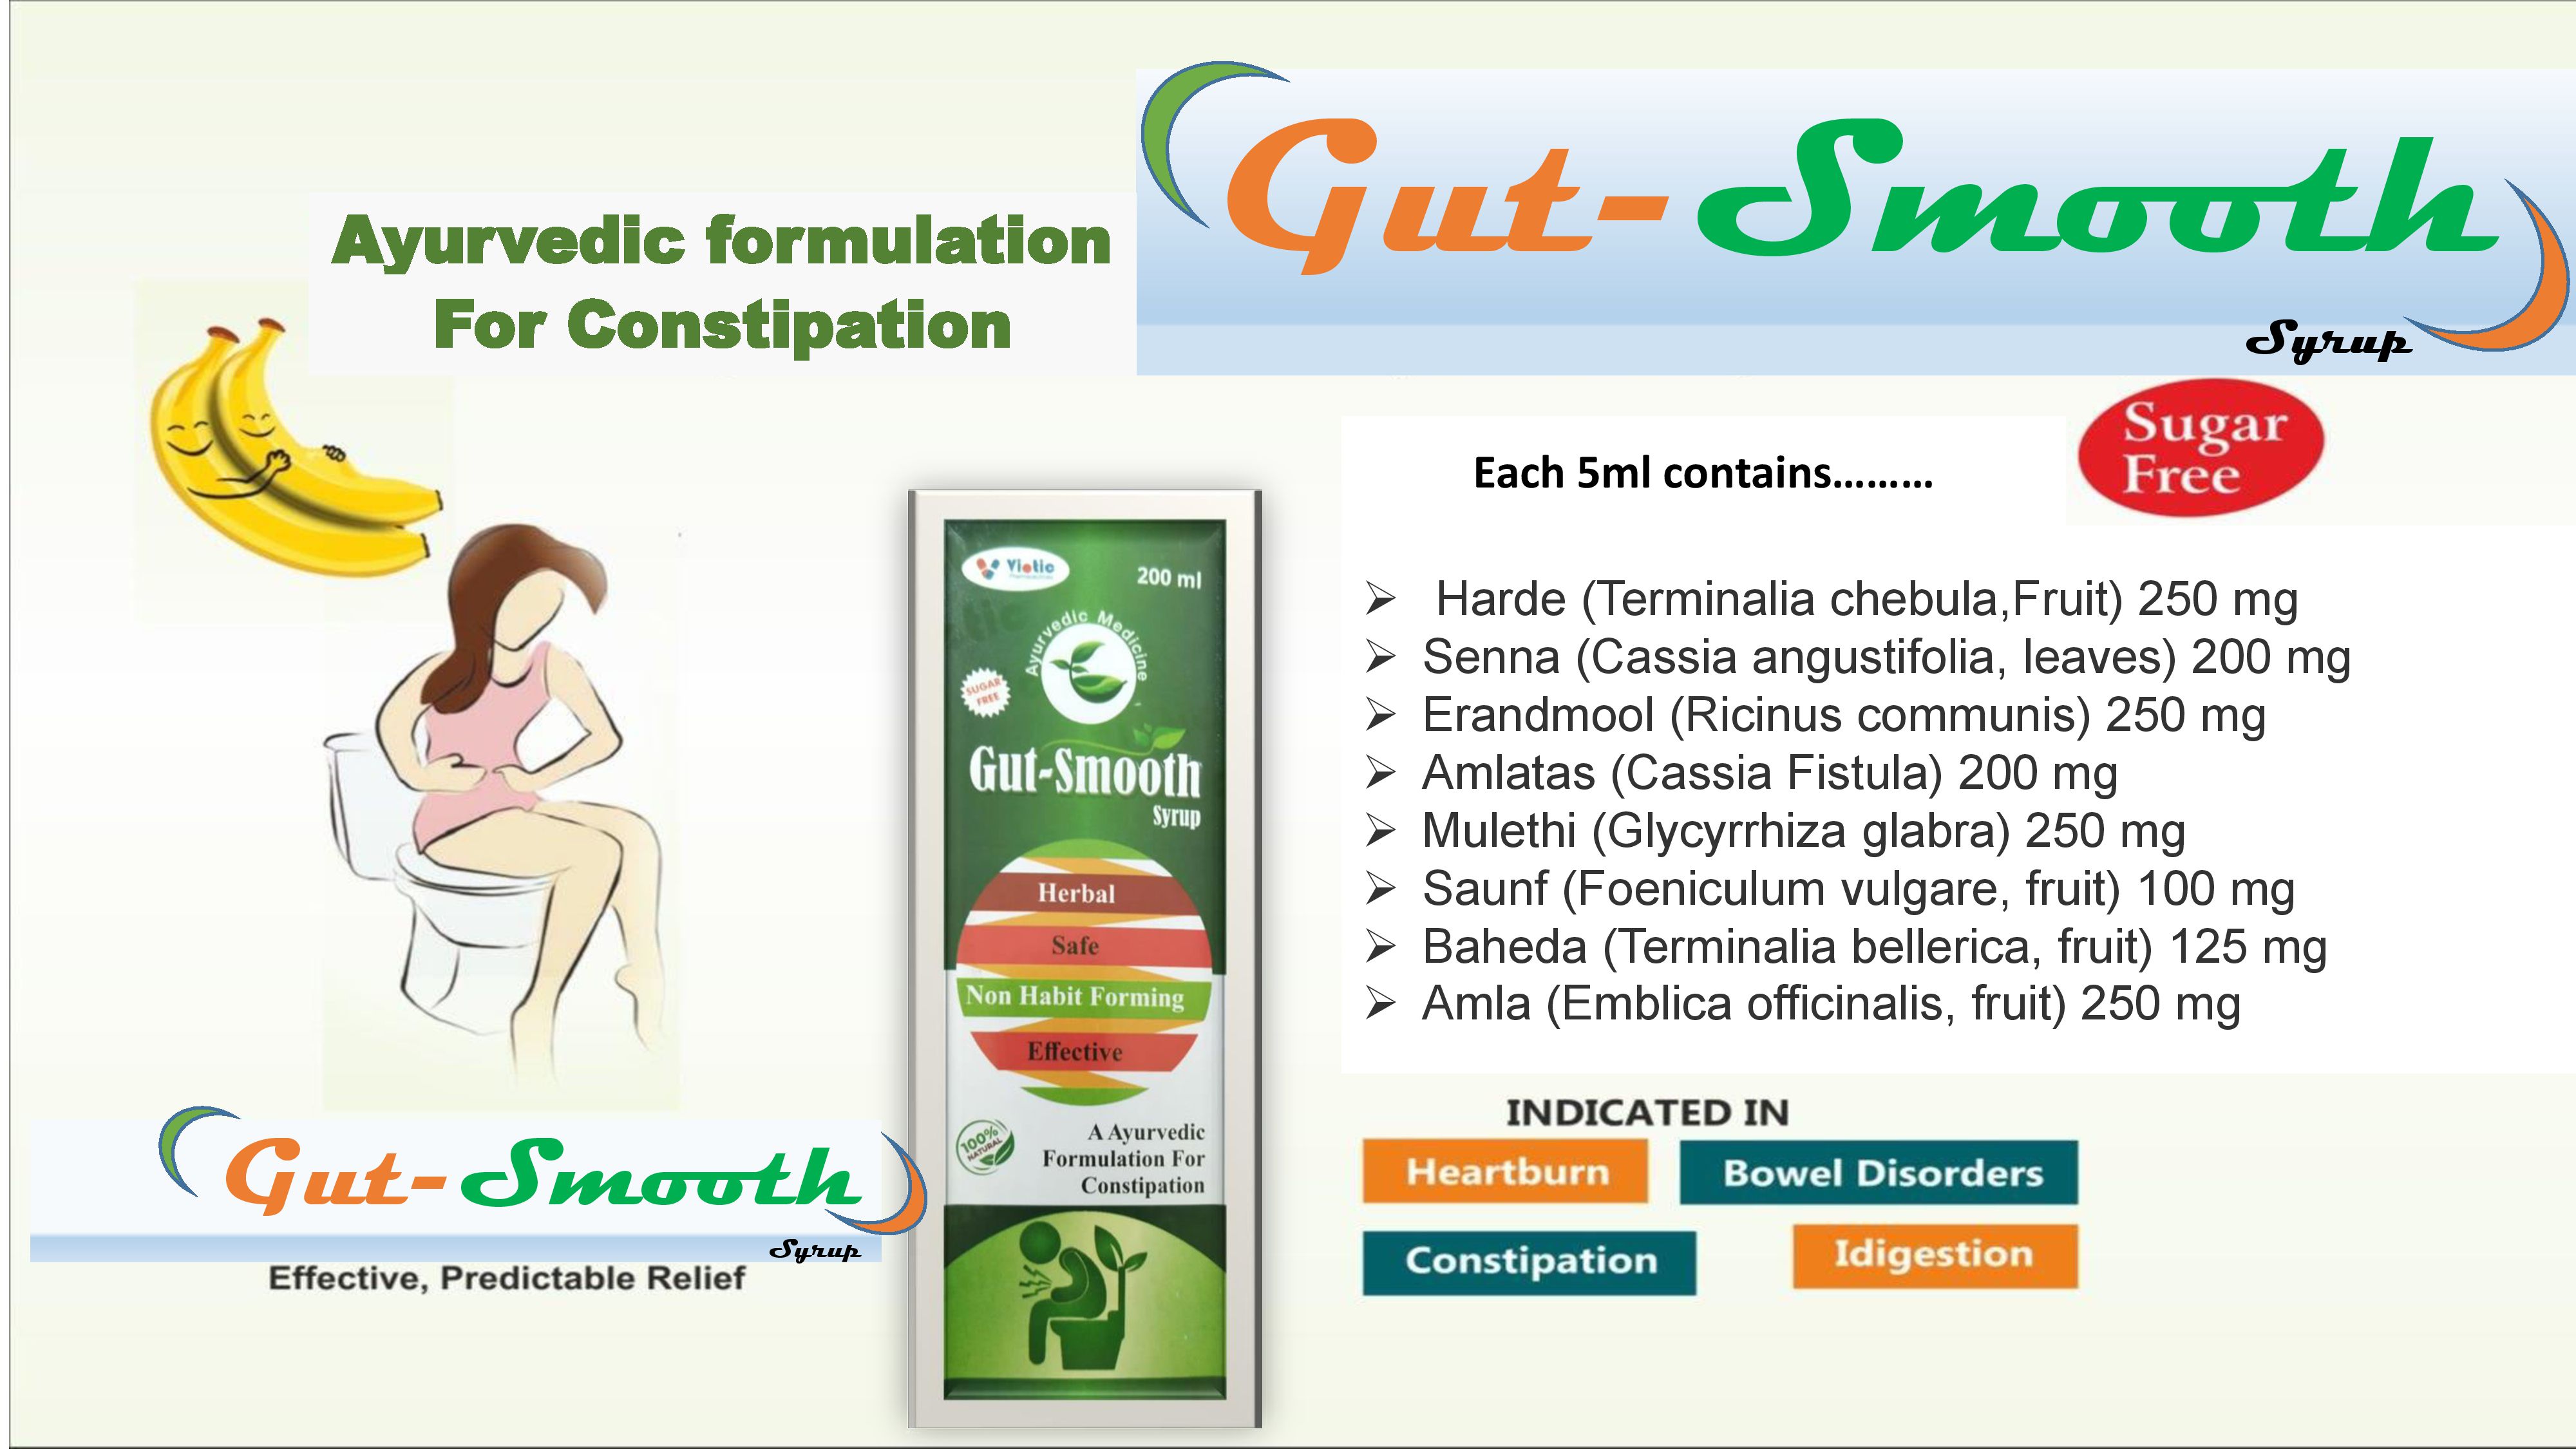 Gut-Smooth
Syrup
Ayurvedic formulation
For Constipation
Sugar
Free
Each 5ml contains.........
Harde (Terminalia chebula,Fruit) 250 mg
Senna (Cassia angustifolia, leaves) 200 mg
Erandmool (Ricinus communis) 250 mg
Amlatas (Cassia Fistula) 200 mg
Mulethi (Glycyrrhiza glabra) 250 mg
Saunf (Foeniculum vulgare, fruit) 100 mg
Baheda (Terminalia bellerica, fruit) 125 mg
Amla (Emblica officinalis, fruit) 250 mg
Viotic
200 ml
Ayurvedic Medicine
SUGAR
FREE
Gut-Smooth
Syrup
Herbal
Safe
Non Habit Forming
Effective
100%
NATURAL
A Ayurvedic
Formulation For
Constipation
INDICATED IN
Heartburn
Bowel Disorders
Constipation
Idigestion
Gut-Smooth
Syrup
Effective, Predictable Relief